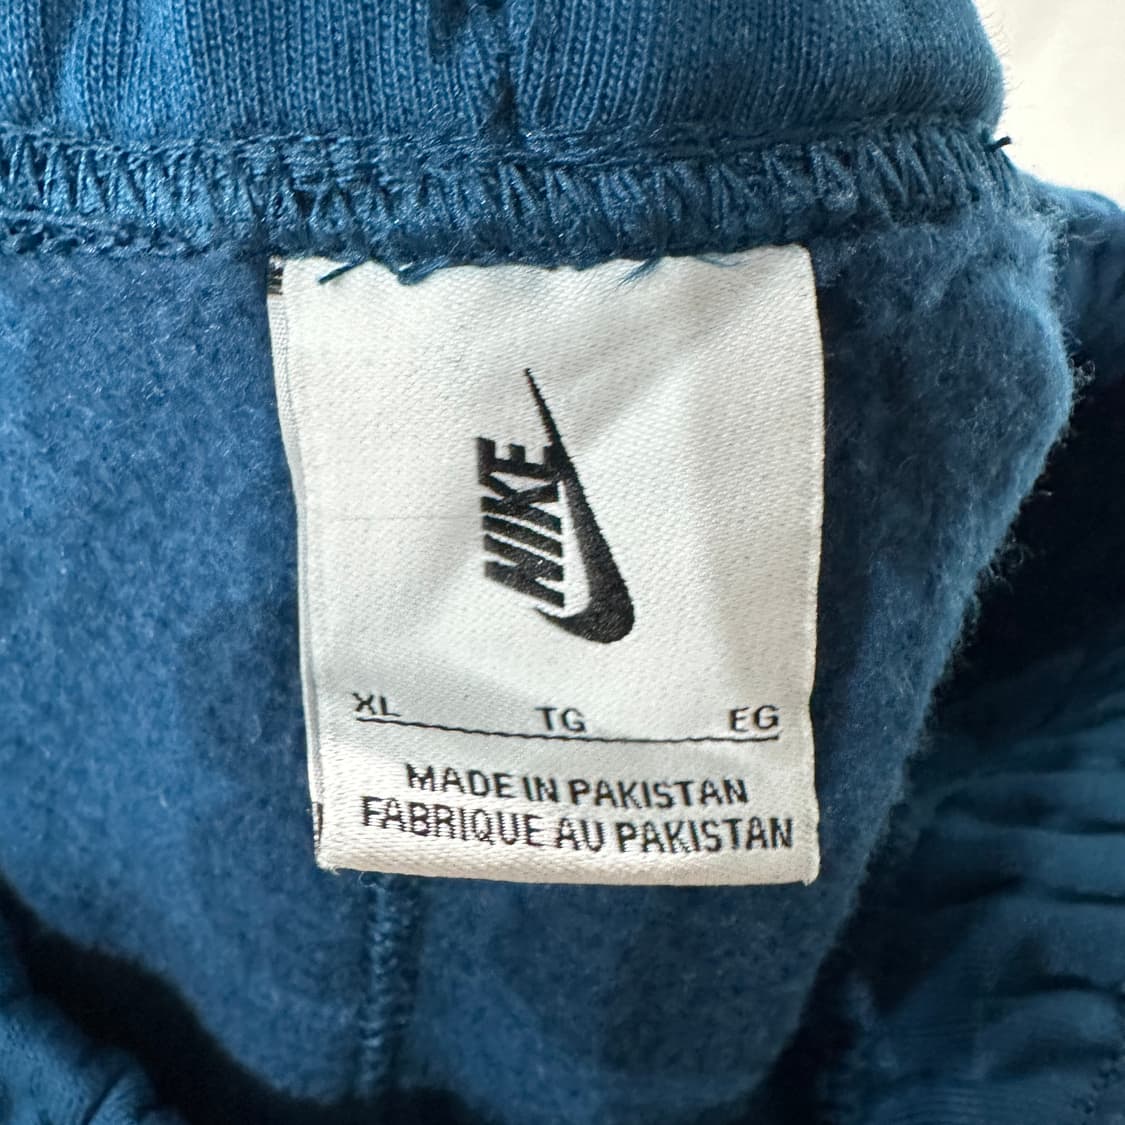 NIKE
XL TG EG
MADE IN PAKISTAN
FABRIQUE AU PAKISTAN